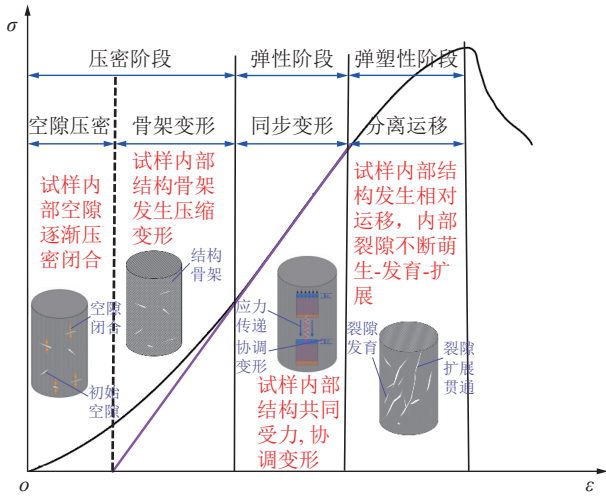 σ
压密阶段
弹性阶段
弹塑性阶段
空隙压密
骨架变形
同步变形
分离运移
试样内
部空隙
逐渐压
密闭合
试样内部
结构骨架
发生压缩
变形
试样内部结
构发生相对
运移，内部
裂隙不断萌
生-发育-扩
展
结构
骨架
空隙
闭合
初始
空隙
应力
传递
协调
变形
裂隙
发育
裂隙
扩展
贯通
试样内部
结构共同
受力, 协
调变形
o
ε